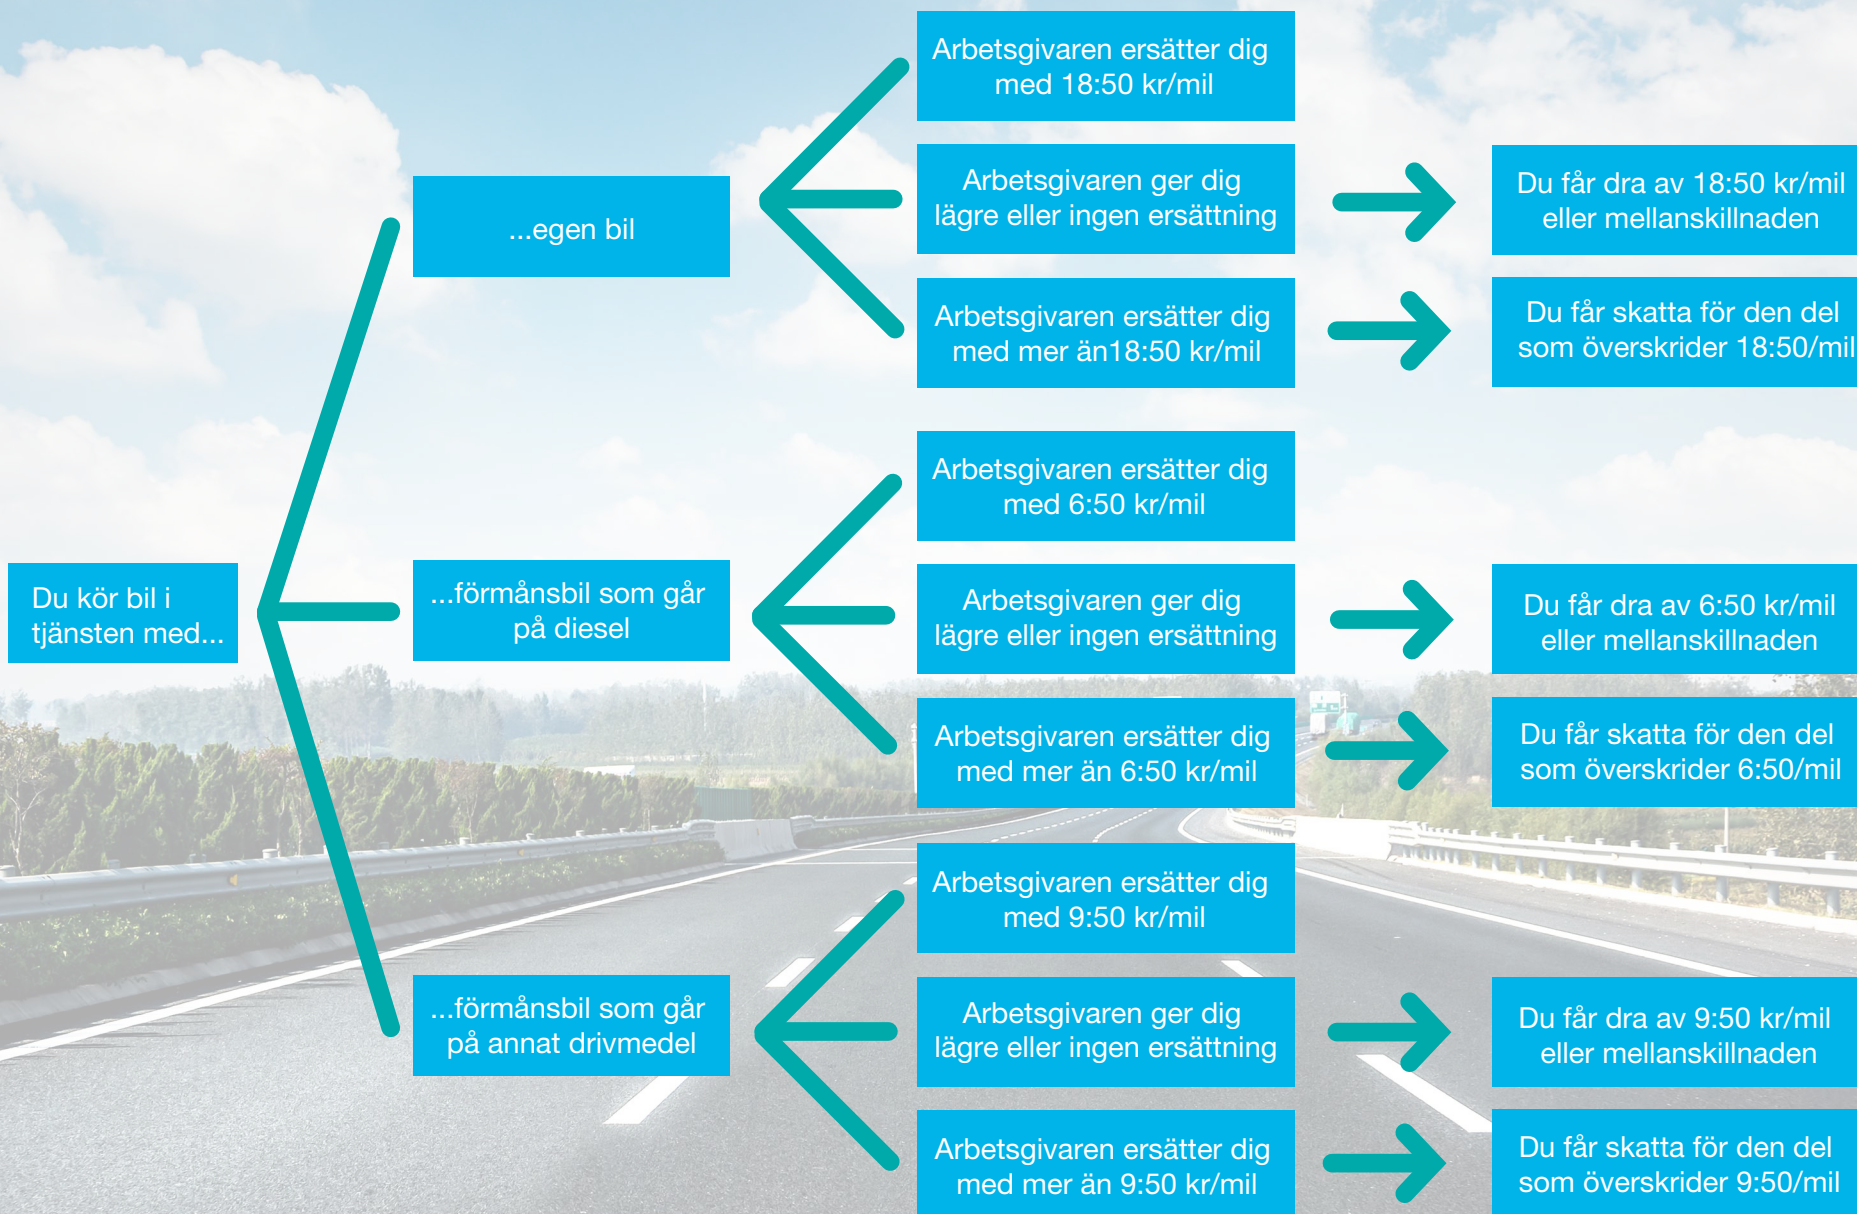 Du kör bil i
tjänsten med...
...egen bil
Arbetsgivaren ersätter dig
med 18:50 kr/mil
Arbetsgivaren ger dig
lägre eller ingen ersättning
Du får dra av 18:50 kr/mil
eller mellanskillnaden
Arbetsgivaren ersätter dig
med mer än18:50 kr/mil
Du får skatta för den del
som överskrider 18:50/mil
...förmånsbil som går
på diesel
Arbetsgivaren ersätter dig
med 6:50 kr/mil
Arbetsgivaren ger dig
lägre eller ingen ersättning
Du får dra av 6:50 kr/mil
eller mellanskillnaden
Arbetsgivaren ersätter dig
med mer än 6:50 kr/mil
Du får skatta för den del
som överskrider 6:50/mil
...förmånsbil som går
på annat drivmedel
Arbetsgivaren ersätter dig
med 9:50 kr/mil
Arbetsgivaren ger dig
lägre eller ingen ersättning
Du får dra av 9:50 kr/mil
eller mellanskillnaden
Arbetsgivaren ersätter dig
med mer än 9:50 kr/mil
Du får skatta för den del
som överskrider 9:50/mil